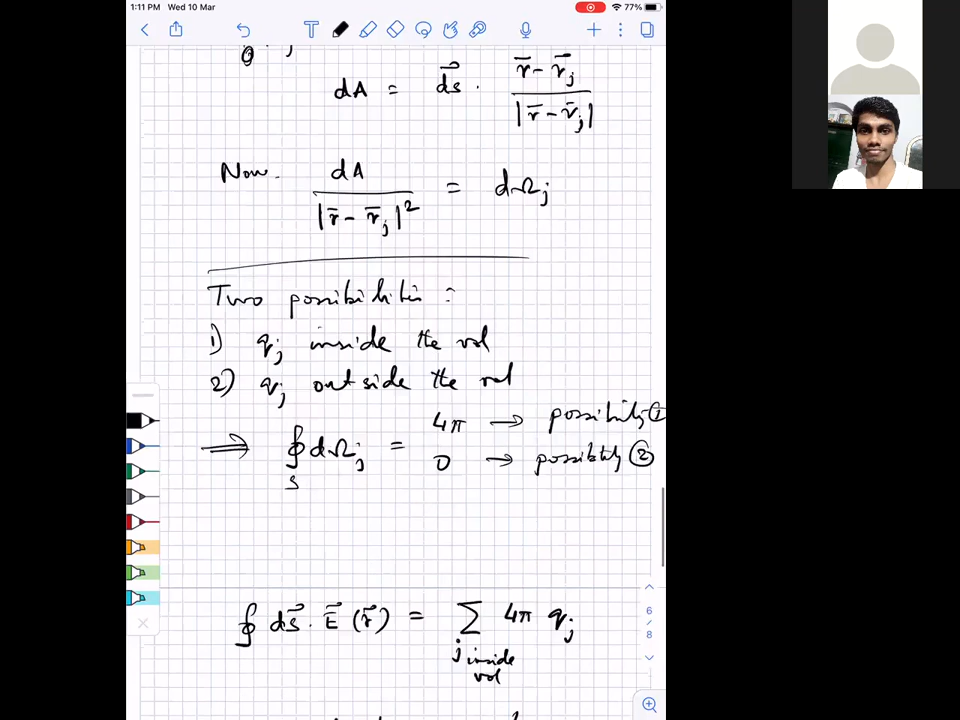 1:11 PM Wed 10 Mar
77%
dA = d⃗s · (r̅ - r̅_j) / |r̅ - r̅_j|
Now. dA / |r̅ - r̅_j|² = dΩ_j
Two possibilities :
1) q_j inside the vol
2) q_j outside the vol
⟹ ∮_S dΩ_j = 4π → possibility ①
0 → possibility ②
∮ d⃗s · E⃗ (r⃗) = ∑_{j inside vol} 4π q_j
6
/
8